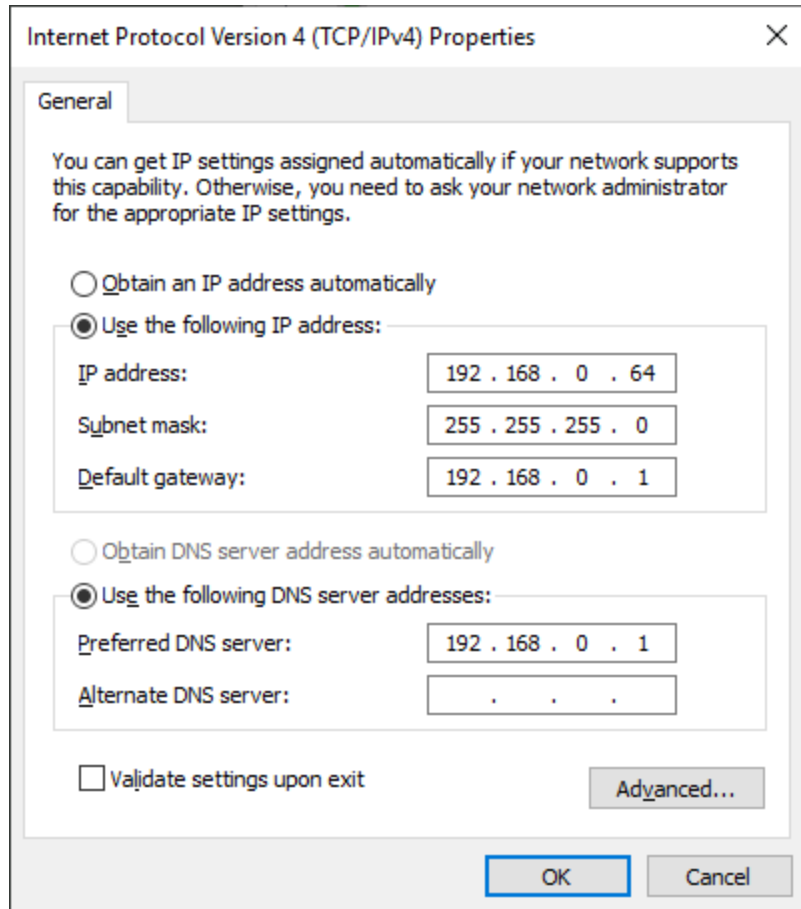 Internet Protocol Version 4 (TCP/IPv4) Properties
General
You can get IP settings assigned automatically if your network supports
this capability. Otherwise, you need to ask your network administrator
for the appropriate IP settings.
Obtain an IP address automatically
Use the following IP address:
IP address: 192 . 168 . 0 . 64
Subnet mask: 255 . 255 . 255 . 0
Default gateway: 192 . 168 . 0 . 1
Obtain DNS server address automatically
Use the following DNS server addresses:
Preferred DNS server: 192 . 168 . 0 . 1
Alternate DNS server: . . .
Validate settings upon exit
Advanced...
OK Cancel